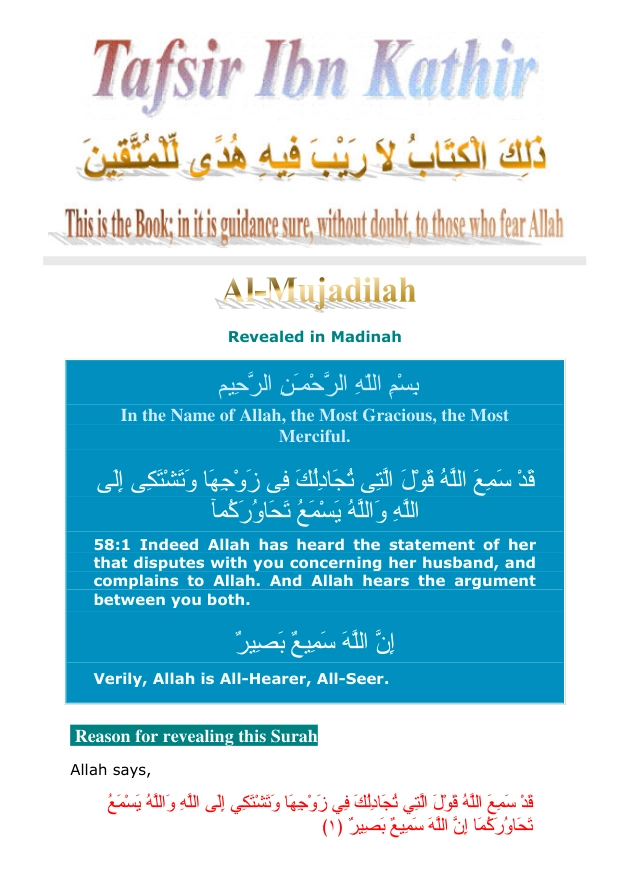 Tafsir Ibn Kathir
ذَلِكَ الْكِتَابُ لاَ رَيْبَ فِيهِ هُدًى لِّلْمُتَّقِينَ
This is the Book; in it is guidance sure, without doubt, to those who fear Allah
Al-Mujadilah
Revealed in Madinah
بِسْمِ اللَّهِ الرَّحْمَـنِ الرَّحِيمِ
In the Name of Allah, the Most Gracious, the Most
Merciful.
قَدْ سَمِعَ اللَّهُ قَوْلَ الَّتِى تُجَادِلُكَ فِى زَوْجِهَا وَتَشْتَكِى إِلَى
اللَّهِ وَاللَّهُ يَسْمَعُ تَحَاوُرَكُمآ
58:1 Indeed Allah has heard the statement of her
that disputes with you concerning her husband, and
complains to Allah. And Allah hears the argument
between you both.
إِنَّ اللَّهَ سَمِيعٌ بَصِيرٌ
Verily, Allah is All-Hearer, All-Seer.
Reason for revealing this Surah
Allah says,
قَدْ سَمِعَ اللَّهُ قَوْلَ الَّتِي تُجَادِلُكَ فِي زَوْجِهَا وَتَشْتَكِي إِلَى اللَّهِ وَاللَّهُ يَسْمَعُ
تَحَاوُرَكُمَا إِنَّ اللَّهَ سَمِيعٌ بَصِيرٌ (١)